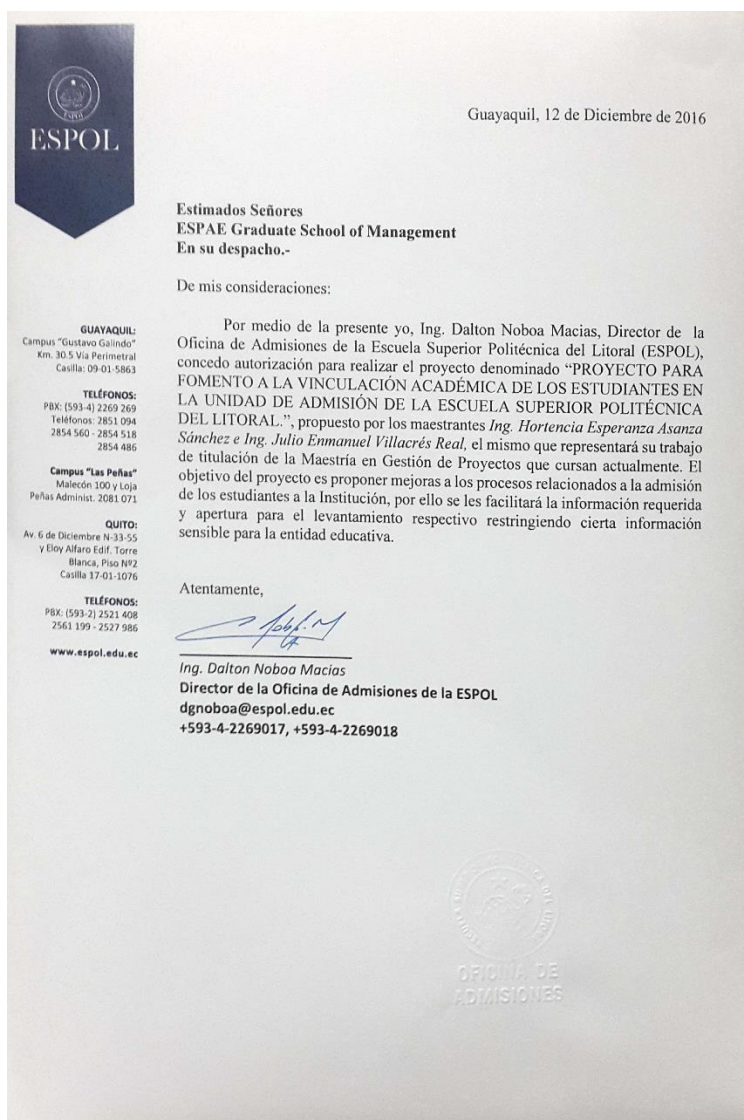 ESPOL
Guayaquil, 12 de Diciembre de 2016
Estimados Señores
ESPAE Graduate School of Management
En su despacho.-
De mis consideraciones:
Por medio de la presente yo, Ing. Dalton Noboa Macias, Director de la
Oficina de Admisiones de la Escuela Superior Politécnica del Litoral (ESPOL),
concedo autorización para realizar el proyecto denominado “PROYECTO PARA
FOMENTO A LA VINCULACIÓN ACADÉMICA DE LOS ESTUDIANTES EN
LA UNIDAD DE ADMISIÓN DE LA ESCUELA SUPERIOR POLITÉCNICA
DEL LITORAL.”, propuesto por los maestrantes Ing. Hortencia Esperanza Asanza
Sánchez e Ing. Julio Enmanuel Villacrés Real, el mismo que representará su trabajo
de titulación de la Maestría en Gestión de Proyectos que cursan actualmente. El
objetivo del proyecto es proponer mejoras a los procesos relacionados a la admisión
de los estudiantes a la Institución, por ello se les facilitará la información requerida
y apertura para el levantamiento respectivo restringiendo cierta información
sensible para la entidad educativa.
Atentamente,
Ing. Dalton Noboa Macias
Director de la Oficina de Admisiones de la ESPOL
dgnoboa@espol.edu.ec
+593-4-2269017, +593-4-2269018
GUAYAQUIL:
Campus "Gustavo Galindo"
Km. 30.5 Vía Perimetral
Casilla: 09-01-5863
TELÉFONOS:
PBX: (593-4) 2269 269
Teléfonos: 2851 094
2854 560 - 2854 518
2854 486
Campus "Las Peñas"
Malecón 100 y Loja
Peñas Administ. 2081 071
QUITO:
Av. 6 de Diciembre N-33-55
y Eloy Alfaro Edif. Torre
Blanca, Piso Nº2
Casilla 17-01-1076
TELÉFONOS:
PBX: (593-2) 2521 408
2561 199 - 2527 986
www.espol.edu.ec
OFICINA DE
ADMISIONES